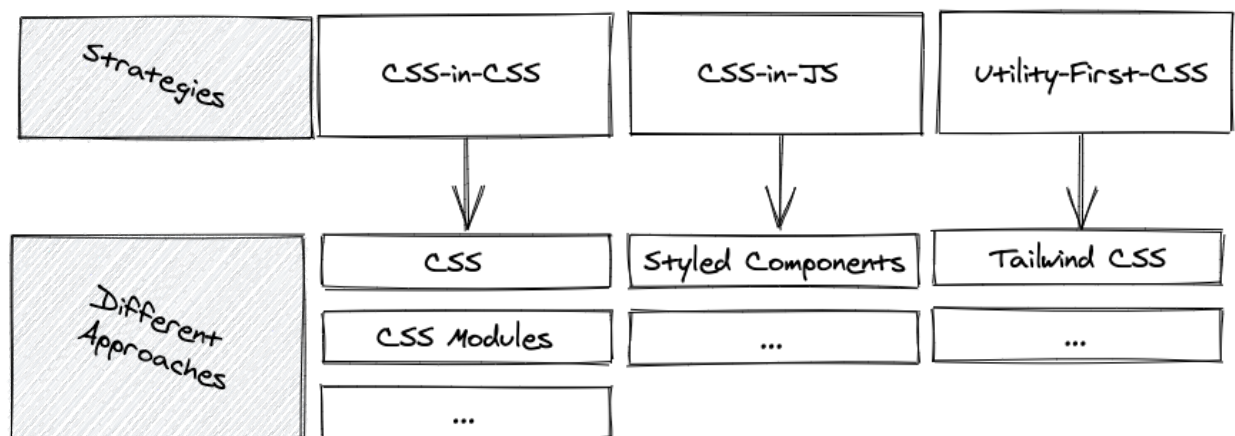 Strategies
CSS-in-CSS
CSS-in-JS
Utility-First-CSS
Different
Approaches
CSS
Styled Components
Tailwind CSS
CSS Modules
...
...
...